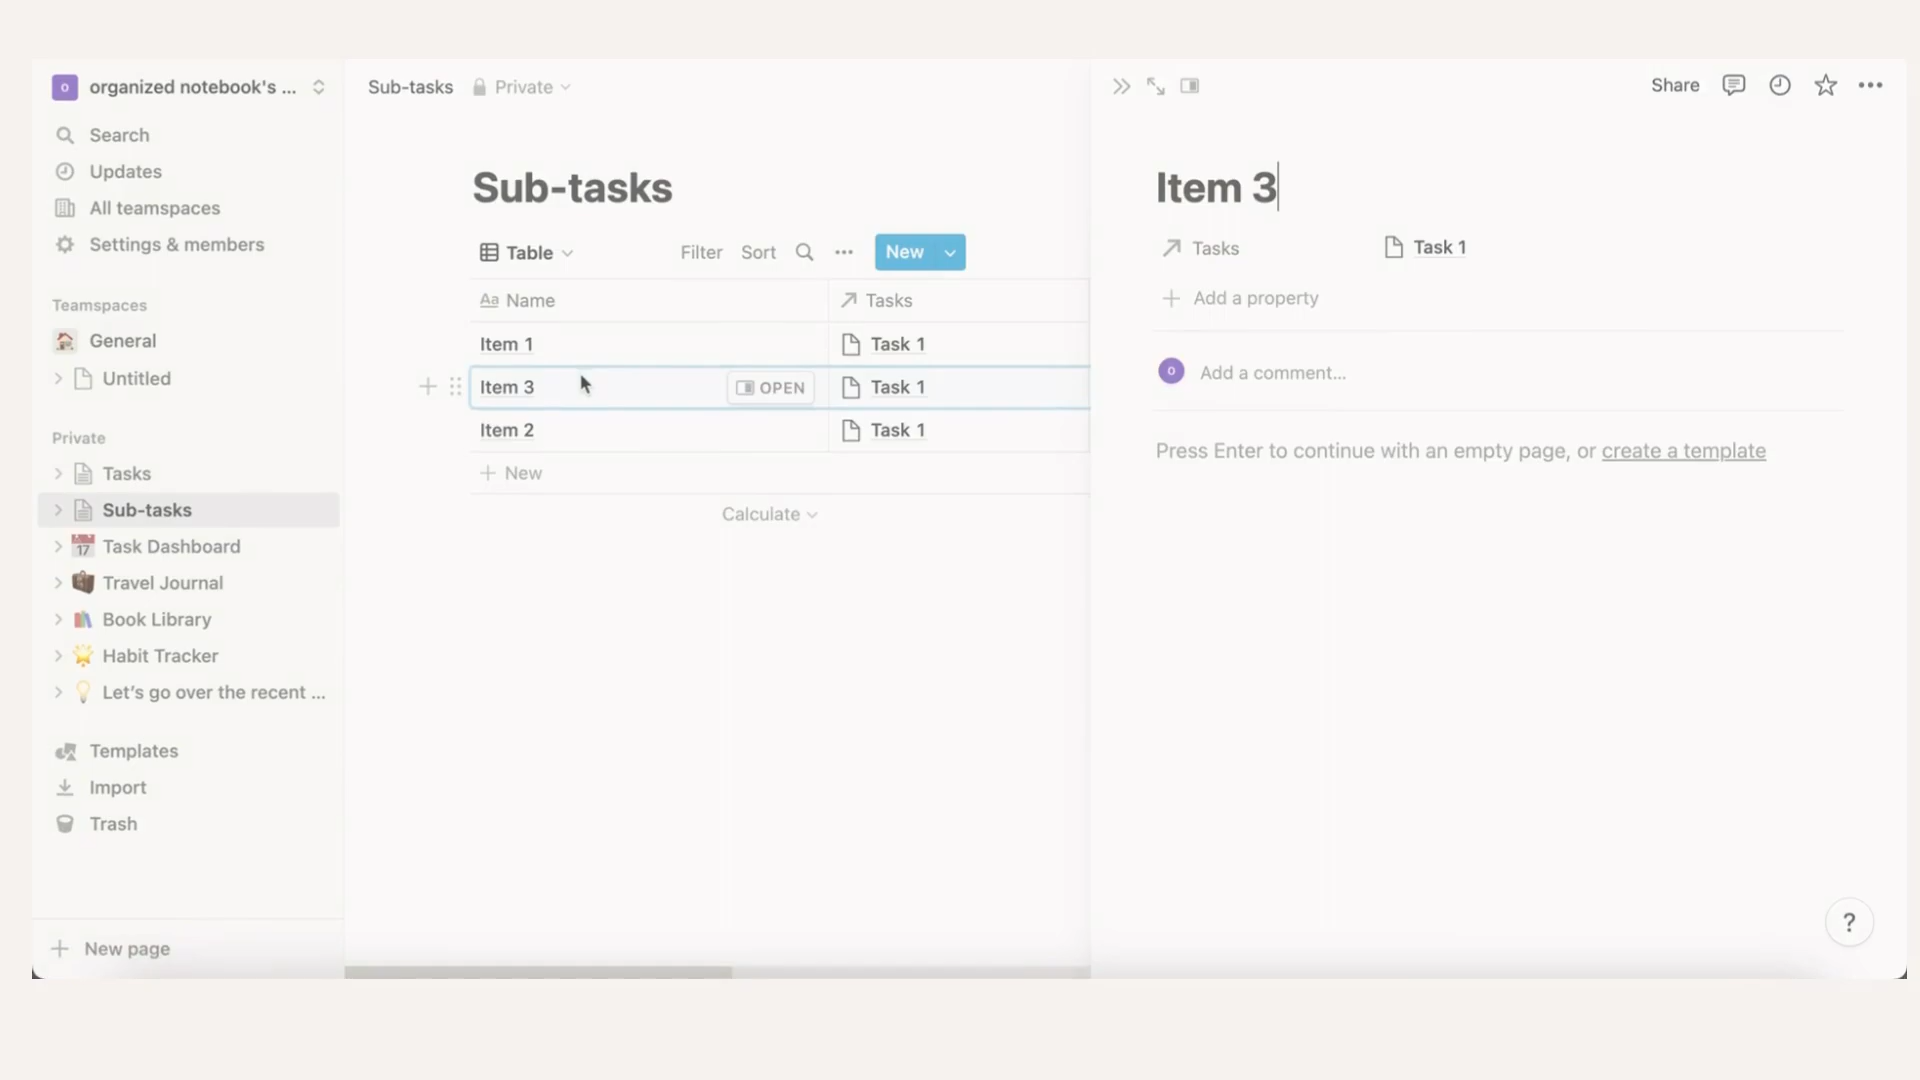 o organized notebook's ...
Search
Updates
All teamspaces
Settings & members
Teamspaces
General
Untitled
Private
Tasks
Sub-tasks
17 Task Dashboard
Travel Journal
Book Library
Habit Tracker
Let's go over the recent ...
Templates
Import
Trash
New page
Sub-tasks Private
Sub-tasks
Table Filter Sort ... New
Aa Name Tasks
Item 1 Task 1
Item 3 OPEN Task 1
Item 2 Task 1
+ New
Calculate
Share
Item 3
Tasks Task 1
+ Add a property
o Add a comment...
Press Enter to continue with an empty page, or create a template
?